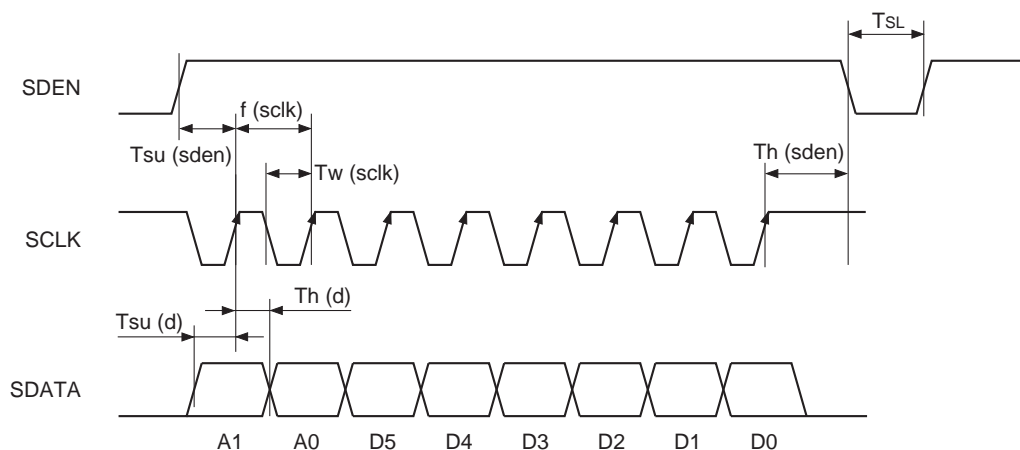 TSL
SDEN
f (sclk)
Tsu (sden)
Tw (sclk)
Th (sden)
SCLK
Th (d)
Tsu (d)
SDATA
A1 A0 D5 D4 D3 D2 D1 D0